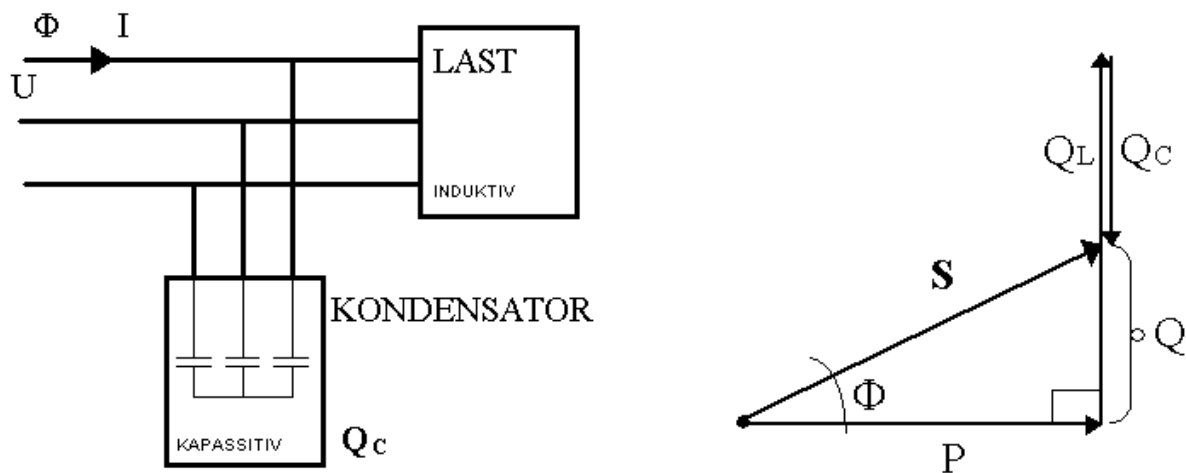 Φ I
U
LAST
INDUKTIV
KONDENSATOR
KAPASSITIV
Qc
QL QC
S
Q
Φ
P